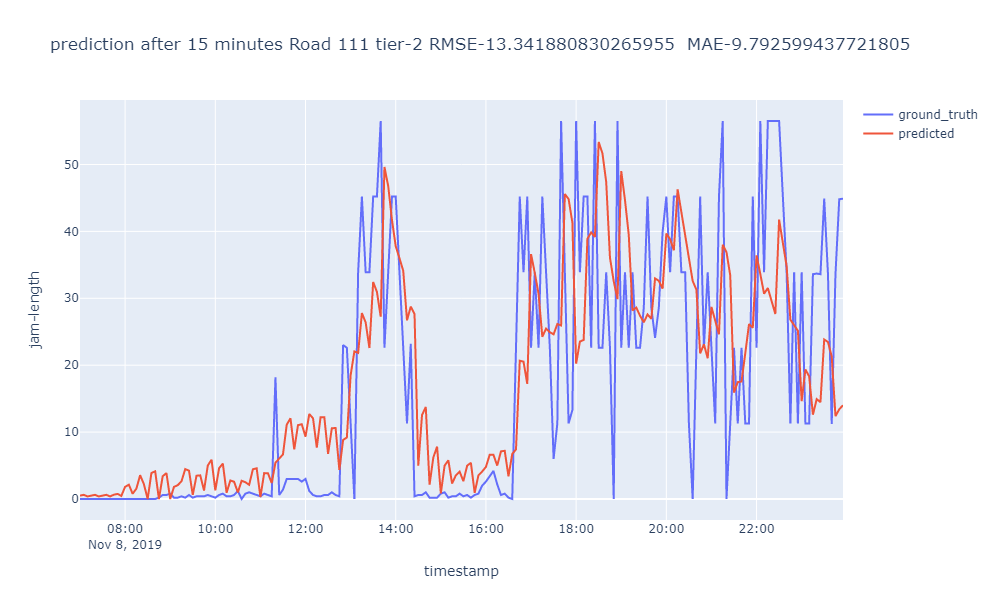 prediction after 15 minutes Road 111 tier-2 RMSE-13.341880830265955  MAE-9.792599437721805
ground_truth
predicted
50
40
30
20
10
0
jam-length
08:00 10:00 12:00 14:00 16:00 18:00 20:00 22:00
Nov 8, 2019
timestamp